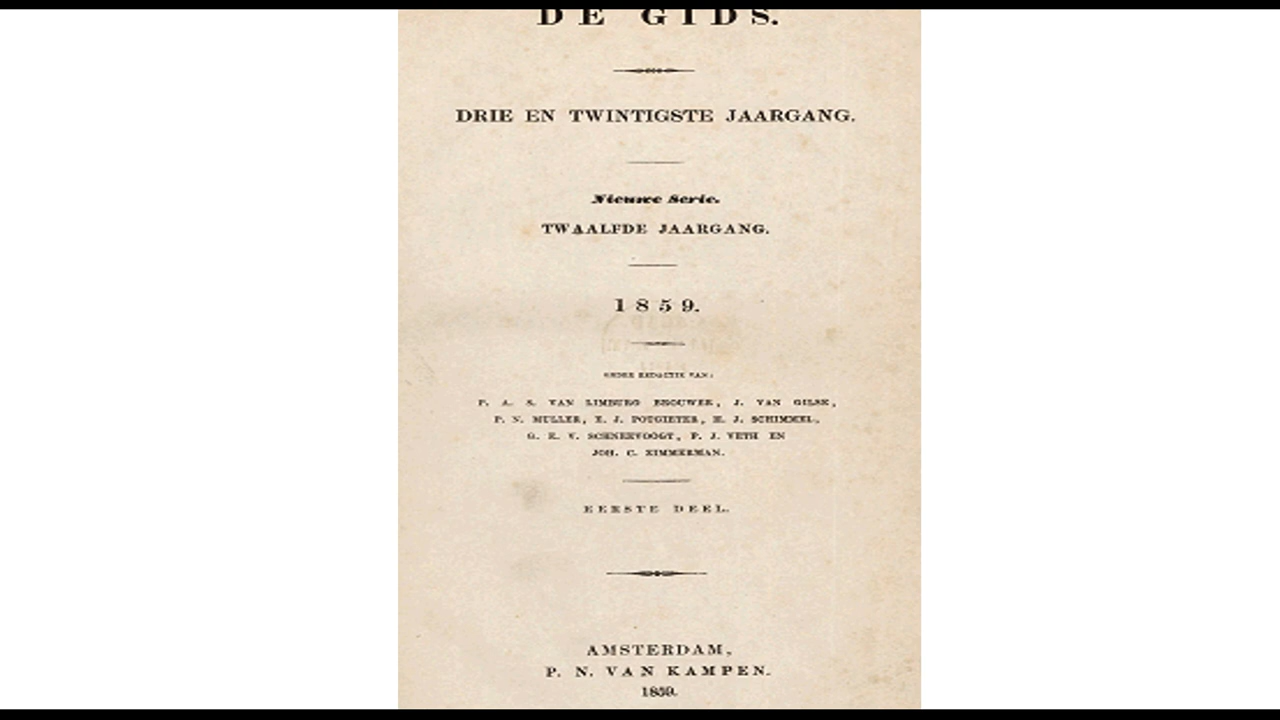 DE GIDS.
DRIE EN TWINTIGSTE JAARGANG.
Nieuwe Serie.
TWAALFDE JAARGANG.
1859.
ONDER REDACTIE VAN:
P. A. S. VAN LIMBURG BROUWER, J. VAN GILSE,
P. N. MULLER, E. J. POTGIETER, H. J. SCHIMMEL,
G. E. V. SCHNEEVOOGT, P. J. VETH EN
JOH. C. ZIMMERMAN.
EERSTE DEEL.
AMSTERDAM,
P. N. VAN KAMPEN.
1859.